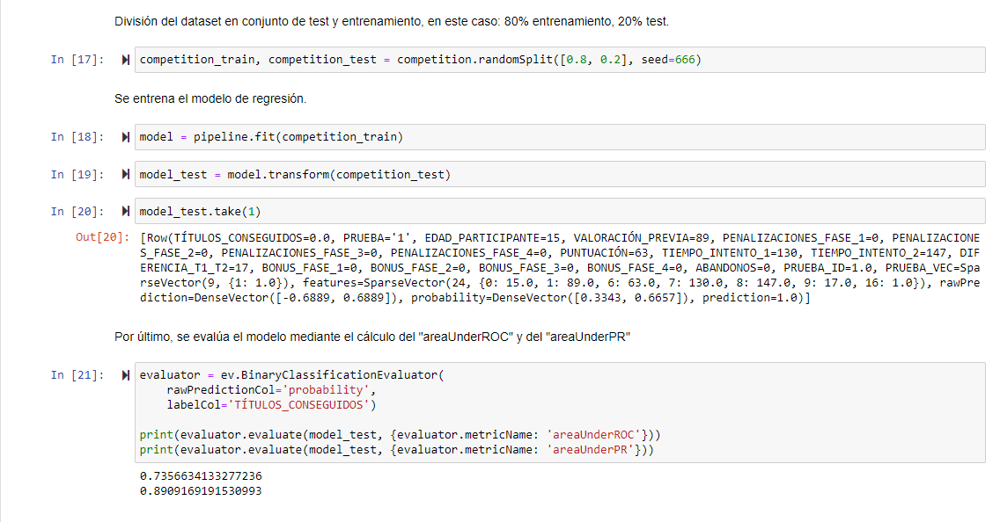 División del dataset en conjunto de test y entrenamiento, en este caso: 80% entrenamiento, 20% test.
In [17]: competition_train, competition_test = competition.randomSplit([0.8, 0.2], seed=666)
Se entrena el modelo de regresión.
In [18]: model = pipeline.fit(competition_train)
In [19]: model_test = model.transform(competition_test)
In [20]: model_test.take(1)
Out[20]: [Row(TÍTULOS_CONSEGUIDOS=0.0, PRUEBA='1', EDAD_PARTICIPANTE=15, VALORACIÓN_PREVIA=89, PENALIZACIONES_FASE_1=0, PENALIZACIONE
S_FASE_2=0, PENALIZACIONES_FASE_3=0, PENALIZACIONES_FASE_4=0, PUNTUACIÓN=63, TIEMPO_INTENTO_1=130, TIEMPO_INTENTO_2=147, DIF
ERENCIA_T1_T2=17, BONUS_FASE_1=0, BONUS_FASE_2=0, BONUS_FASE_3=0, BONUS_FASE_4=0, ABANDONOS=0, PRUEBA_ID=1.0, PRUEBA_VEC=Spa
rseVector(9, {1: 1.0}), features=SparseVector(24, {0: 15.0, 1: 89.0, 6: 63.0, 7: 130.0, 8: 147.0, 9: 17.0, 16: 1.0}), rawPre
diction=DenseVector([-0.6889, 0.6889]), probability=DenseVector([0.3343, 0.6657]), prediction=1.0)]
Por último, se evalúa el modelo mediante el cálculo del "areaUnderROC" y del "areaUnderPR"
In [21]: evaluator = ev.BinaryClassificationEvaluator(
rawPredictionCol='probability',
labelCol='TÍTULOS_CONSEGUIDOS')
print(evaluator.evaluate(model_test, {evaluator.metricName: 'areaUnderROC'}))
print(evaluator.evaluate(model_test, {evaluator.metricName: 'areaUnderPR'}))
0.7356634133277236
0.8909169191530993